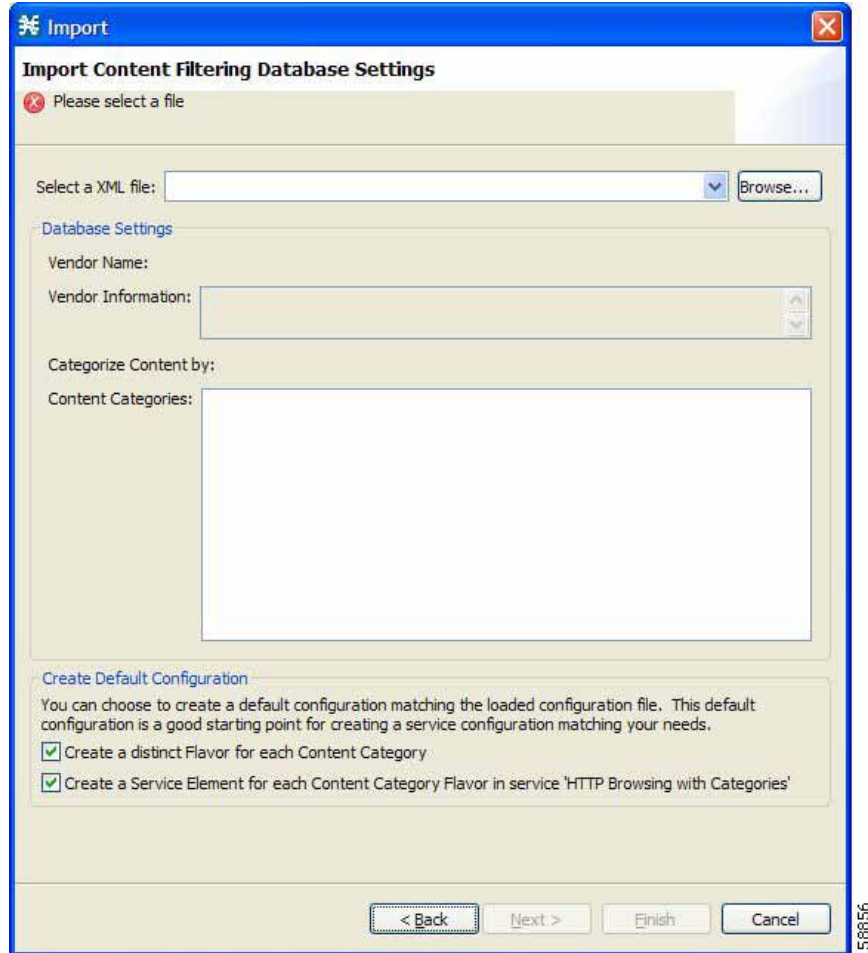 Import
Import Content Filtering Database Settings
Please select a file
Select a XML file:
Browse...
Database Settings
Vendor Name:
Vendor Information:
Categorize Content by:
Content Categories:
Create Default Configuration
You can choose to create a default configuration matching the loaded configuration file. This default
configuration is a good starting point for creating a service configuration matching your needs.
Create a distinct Flavor for each Content Category
Create a Service Element for each Content Category Flavor in service 'HTTP Browsing with Categories'
< Back
Next >
Finish
Cancel
58856